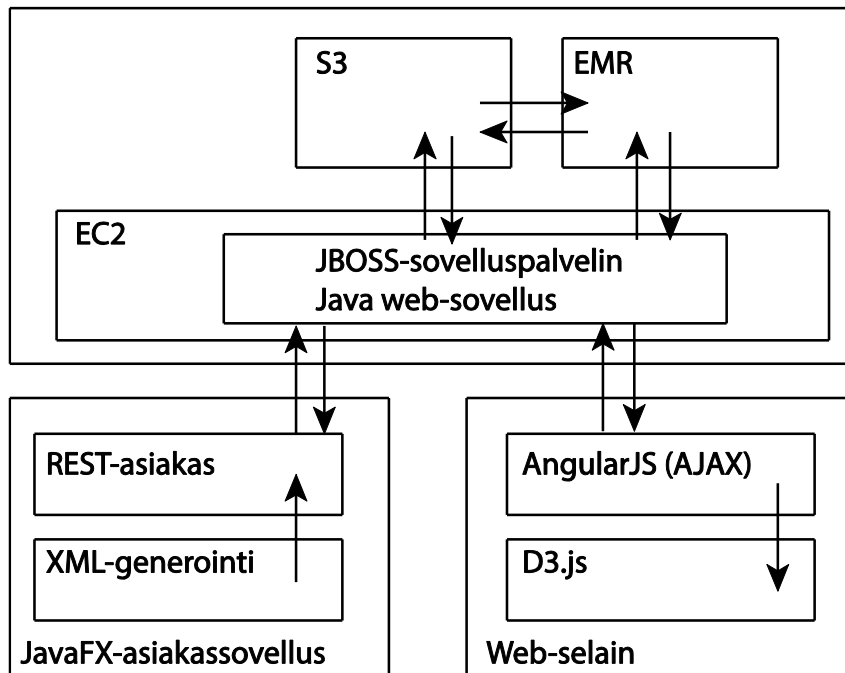 S3
EMR
EC2
JBOSS-sovelluspalvelin
Java web-sovellus
REST-asiakas
XML-generointi
JavaFX-asiakassovellus
AngularJS (AJAX)
D3.js
Web-selain